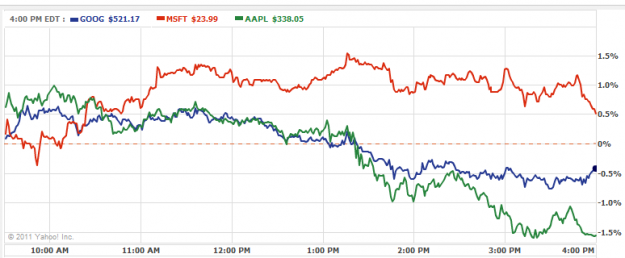 4:00 PM EDT : GOOG $521.17 MSFT $23.99 AAPL $338.05
1.5%
1.0%
0.5%
0%
-0.5%
-1.0%
-1.5%
© 2011 Yahoo! Inc.
10:00 AM 11:00 AM 12:00 PM 1:00 PM 2:00 PM 3:00 PM 4:00 PM